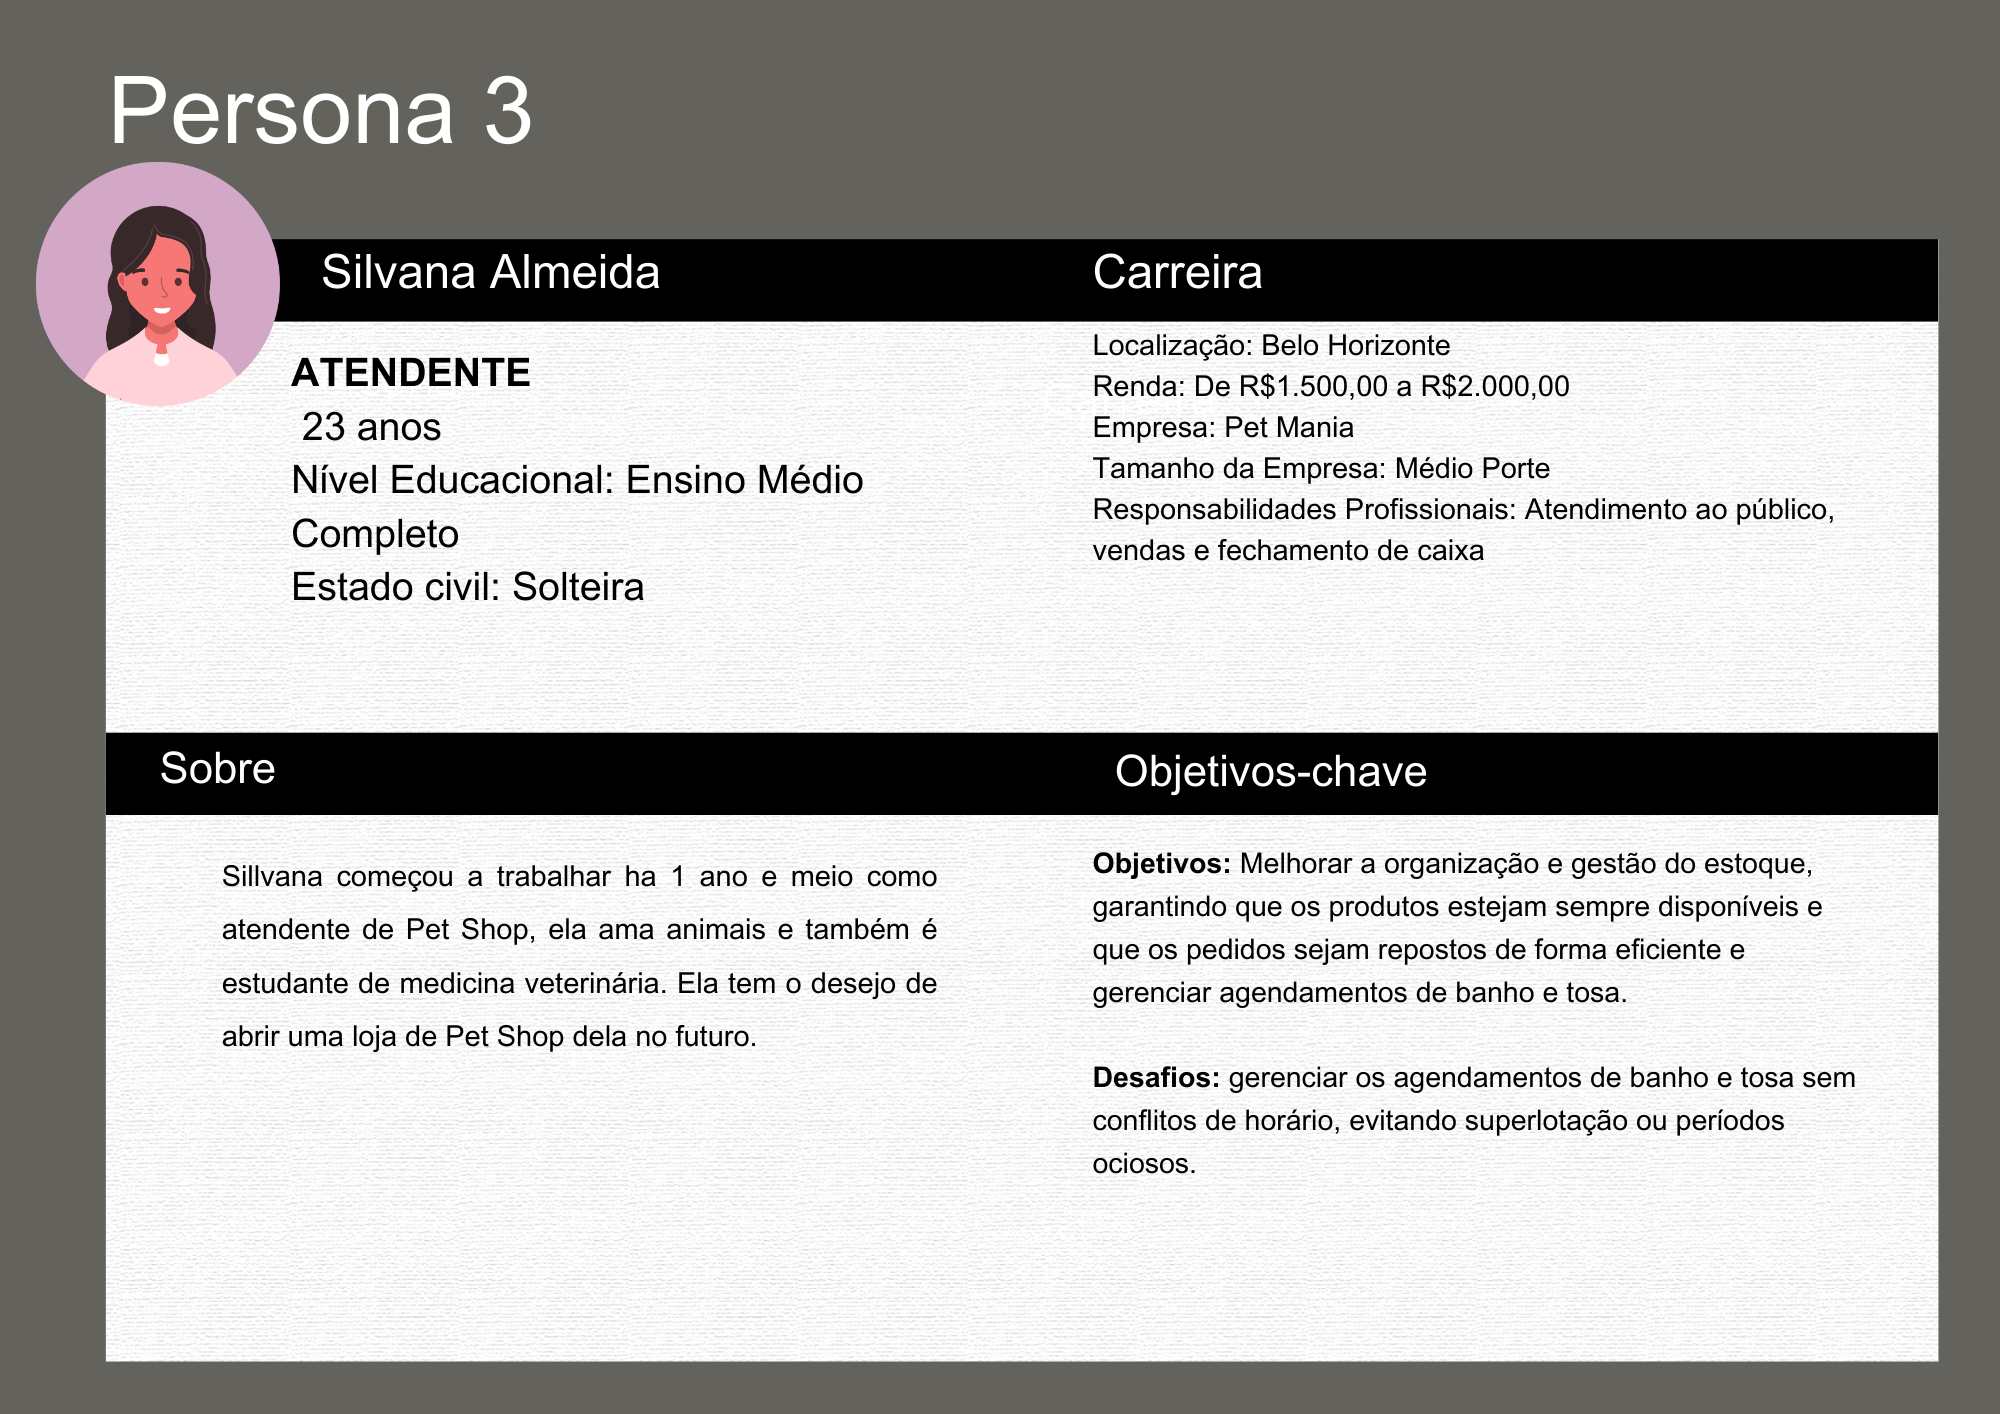 Persona 3
Silvana Almeida
ATENDENTE
23 anos
Nível Educacional: Ensino Médio
Completo
Estado civil: Solteira
Carreira
Localização: Belo Horizonte
Renda: De R$1.500,00 a R$2.000,00
Empresa: Pet Mania
Tamanho da Empresa: Médio Porte
Responsabilidades Profissionais: Atendimento ao público,
vendas e fechamento de caixa
Sobre
Sillvana começou a trabalhar ha 1 ano e meio como
atendente de Pet Shop, ela ama animais e também é
estudante de medicina veterinária. Ela tem o desejo de
abrir uma loja de Pet Shop dela no futuro.
Objetivos-chave
Objetivos: Melhorar a organização e gestão do estoque,
garantindo que os produtos estejam sempre disponíveis e
que os pedidos sejam repostos de forma eficiente e
gerenciar agendamentos de banho e tosa.
Desafios: gerenciar os agendamentos de banho e tosa sem
conflitos de horário, evitando superlotação ou períodos
ociosos.